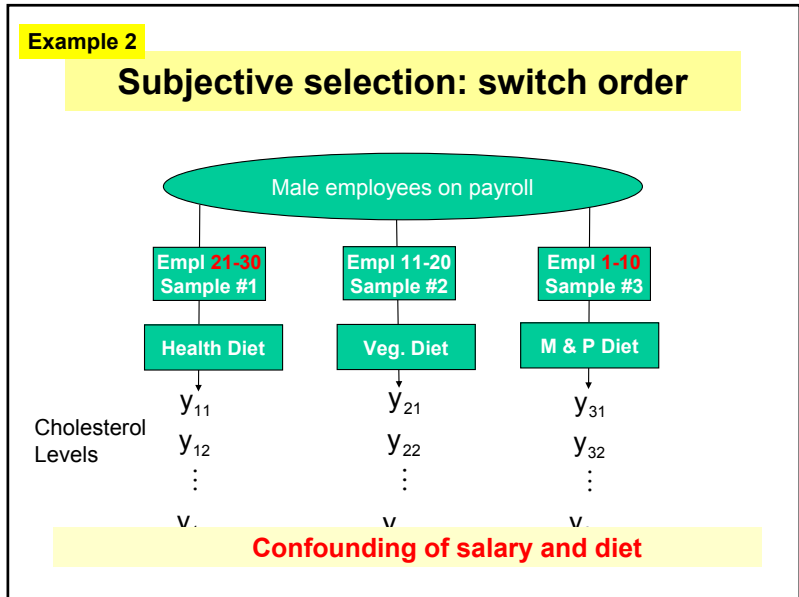 Example 2
Subjective selection: switch order
Male employees on payroll
Empl 21-30
Sample #1
Empl 11-20
Sample #2
Empl 1-10
Sample #3
Health Diet
Veg. Diet
M & P Diet
Cholesterol
Levels
y₁₁
y₂₁
y₃₁
y₁₂
y₂₂
y₃₂
⋮
⋮
⋮
Confounding of salary and diet